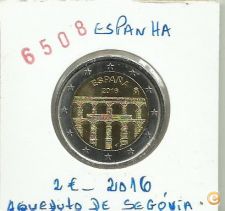 6508 ESPANHA
ESPAÑA
2016
2€ - 2016
AQUEDUTO DE SEGÓVIA.